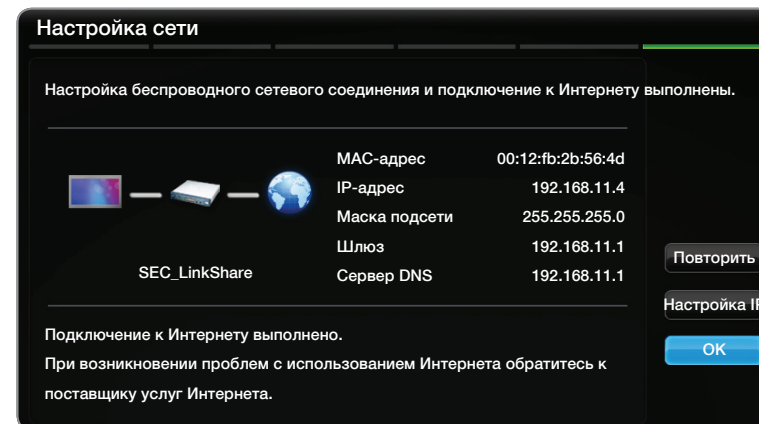 Настройка сети
Настройка беспроводного сетевого соединения и подключение к Интернету выполнены.
MAC-адрес 00:12:fb:2b:56:4d
IP-адрес 192.168.11.4
Маска подсети 255.255.255.0
Шлюз 192.168.11.1
Сервер DNS 192.168.11.1
SEC_LinkShare
Повторить
Настройка IP
OK
Подключение к Интернету выполнено.
При возникновении проблем с использованием Интернета обратитесь к
поставщику услуг Интернета.